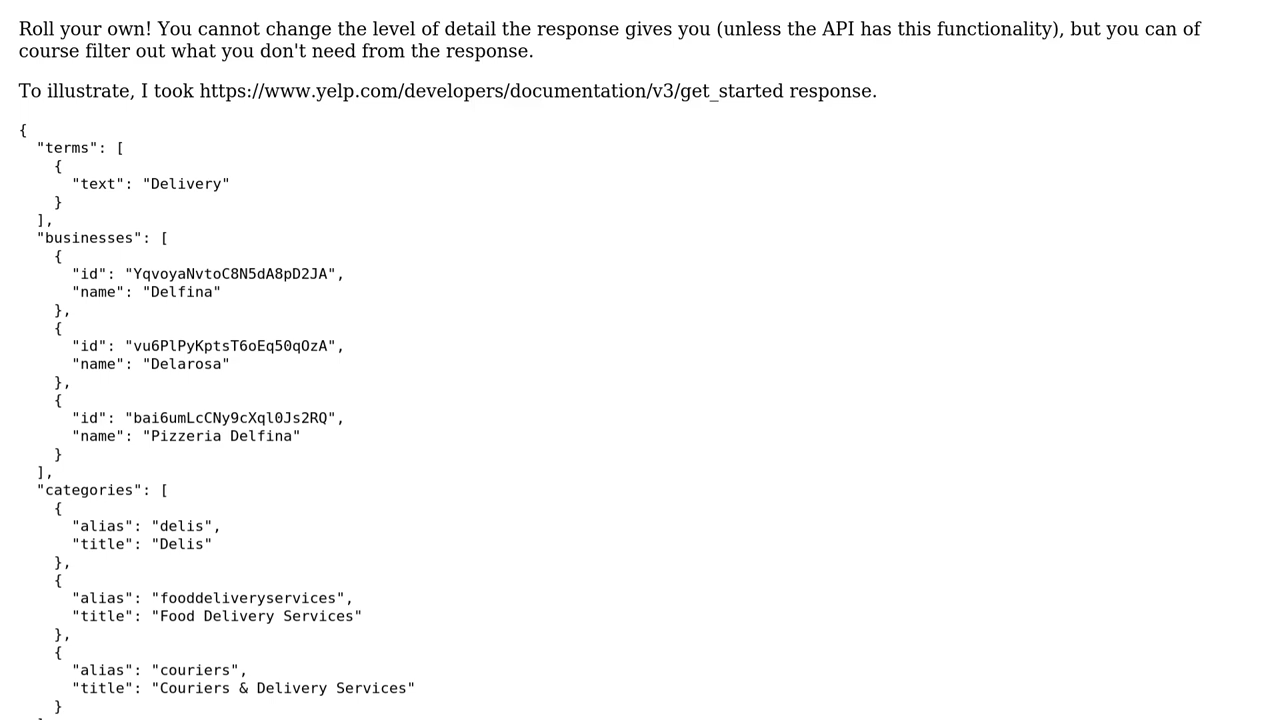 Roll your own! You cannot change the level of detail the response gives you (unless the API has this functionality), but you can of
course filter out what you don't need from the response.
To illustrate, I took https://www.yelp.com/developers/documentation/v3/get_started response.
{
  "terms": [
    {
      "text": "Delivery"
    }
  ],
  "businesses": [
    {
      "id": "YqvoyaNvtoC8N5dA8pD2JA",
      "name": "Delfina"
    },
    {
      "id": "vu6PlPyKptsT6oEq50qOzA",
      "name": "Delarosa"
    },
    {
      "id": "bai6umLcCNy9cXql0Js2RQ",
      "name": "Pizzeria Delfina"
    }
  ],
  "categories": [
    {
      "alias": "delis",
      "title": "Delis"
    },
    {
      "alias": "fooddeliveryservices",
      "title": "Food Delivery Services"
    },
    {
      "alias": "couriers",
      "title": "Couriers & Delivery Services"
    }